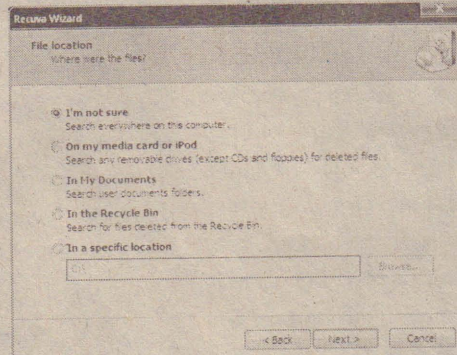 Recuva Wizard
File location
Where were the files?
I'm not sure
Search everywhere on this computer.
On my media card or iPod
Search any removable drives (except CDs and floppies) for deleted files.
In My Documents
Search user documents folders.
In the Recycle Bin
Search for files deleted from the Recycle Bin.
In a specific location
C:\
Browse...
< Back Next > Cancel